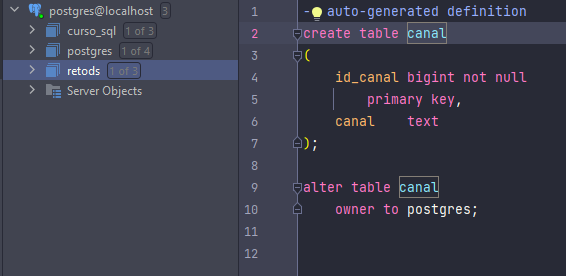 postgres@localhost 3
curso_sql 1 of 3
postgres 1 of 4
retods 1 of 3
Server Objects
1 - auto-generated definition
2 create table canal
3 (
4 id_canal bigint not null
5 primary key,
6 canal text
7 );
8
9 alter table canal
10 owner to postgres;
11
12